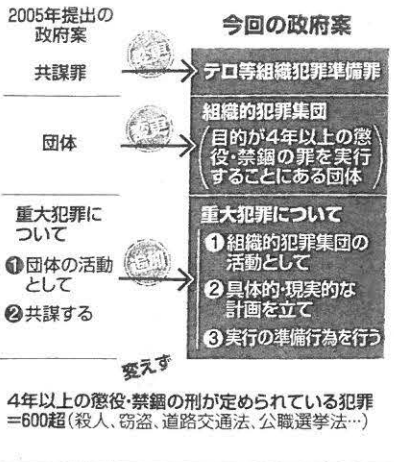 2005年提出の
政府案
今回の政府案
共謀罪
変更
テロ等組織犯罪準備罪
団体
変更
組織的犯罪集団
(目的が4年以上の懲
役・禁錮の罪を実行
することにある団体)
重大犯罪に
ついて
❶団体の活動
として
❷共謀する
追加
重大犯罪について
❶組織的犯罪集団の
活動として
❷具体的・現実的な
計画を立て
❸実行の準備行為を行う
変えず
4年以上の懲役・禁錮の刑が定められている犯罪
=600超(殺人、窃盗、道路交通法、公職選挙法…)